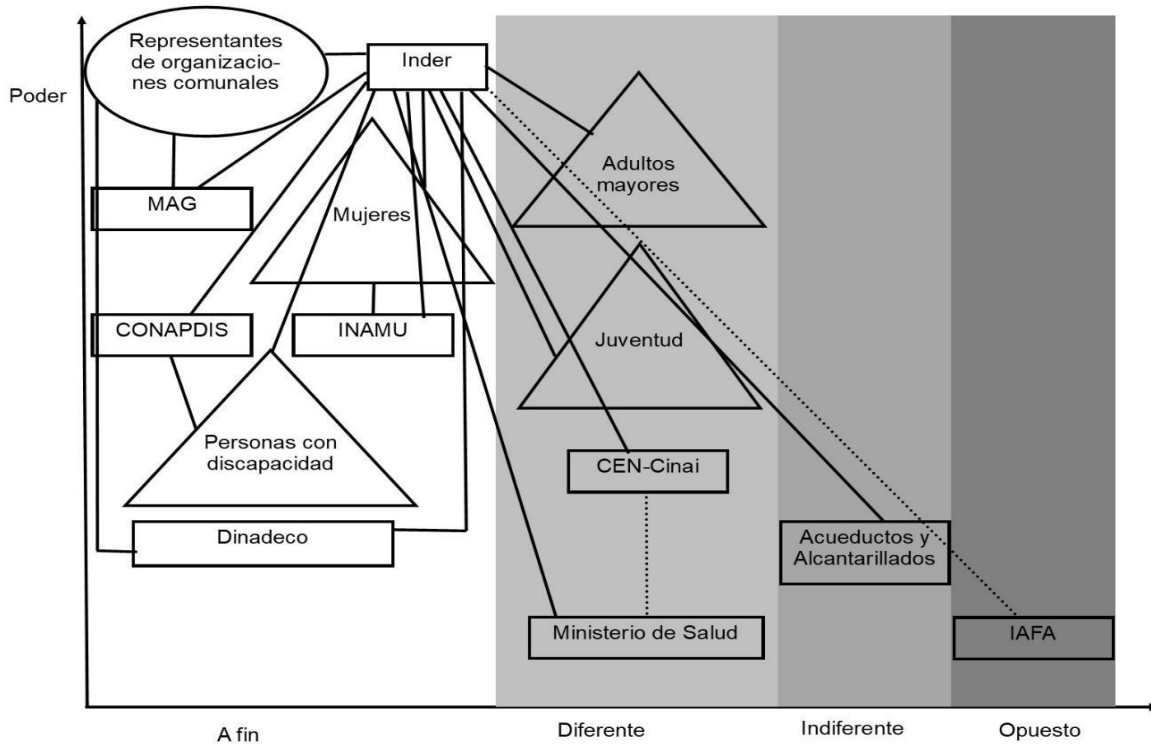 Representantes
de organizacio-
nes comunales
Inder
Poder
Adultos
mayores
MAG
Mujeres
CONAPDIS
INAMU
Juventud
Personas con
discapacidad
CEN-Cinai
Dinadeco
Acueductos y
Alcantarillados
Ministerio de Salud
IAFA
A fin
Diferente
Indiferente
Opuesto